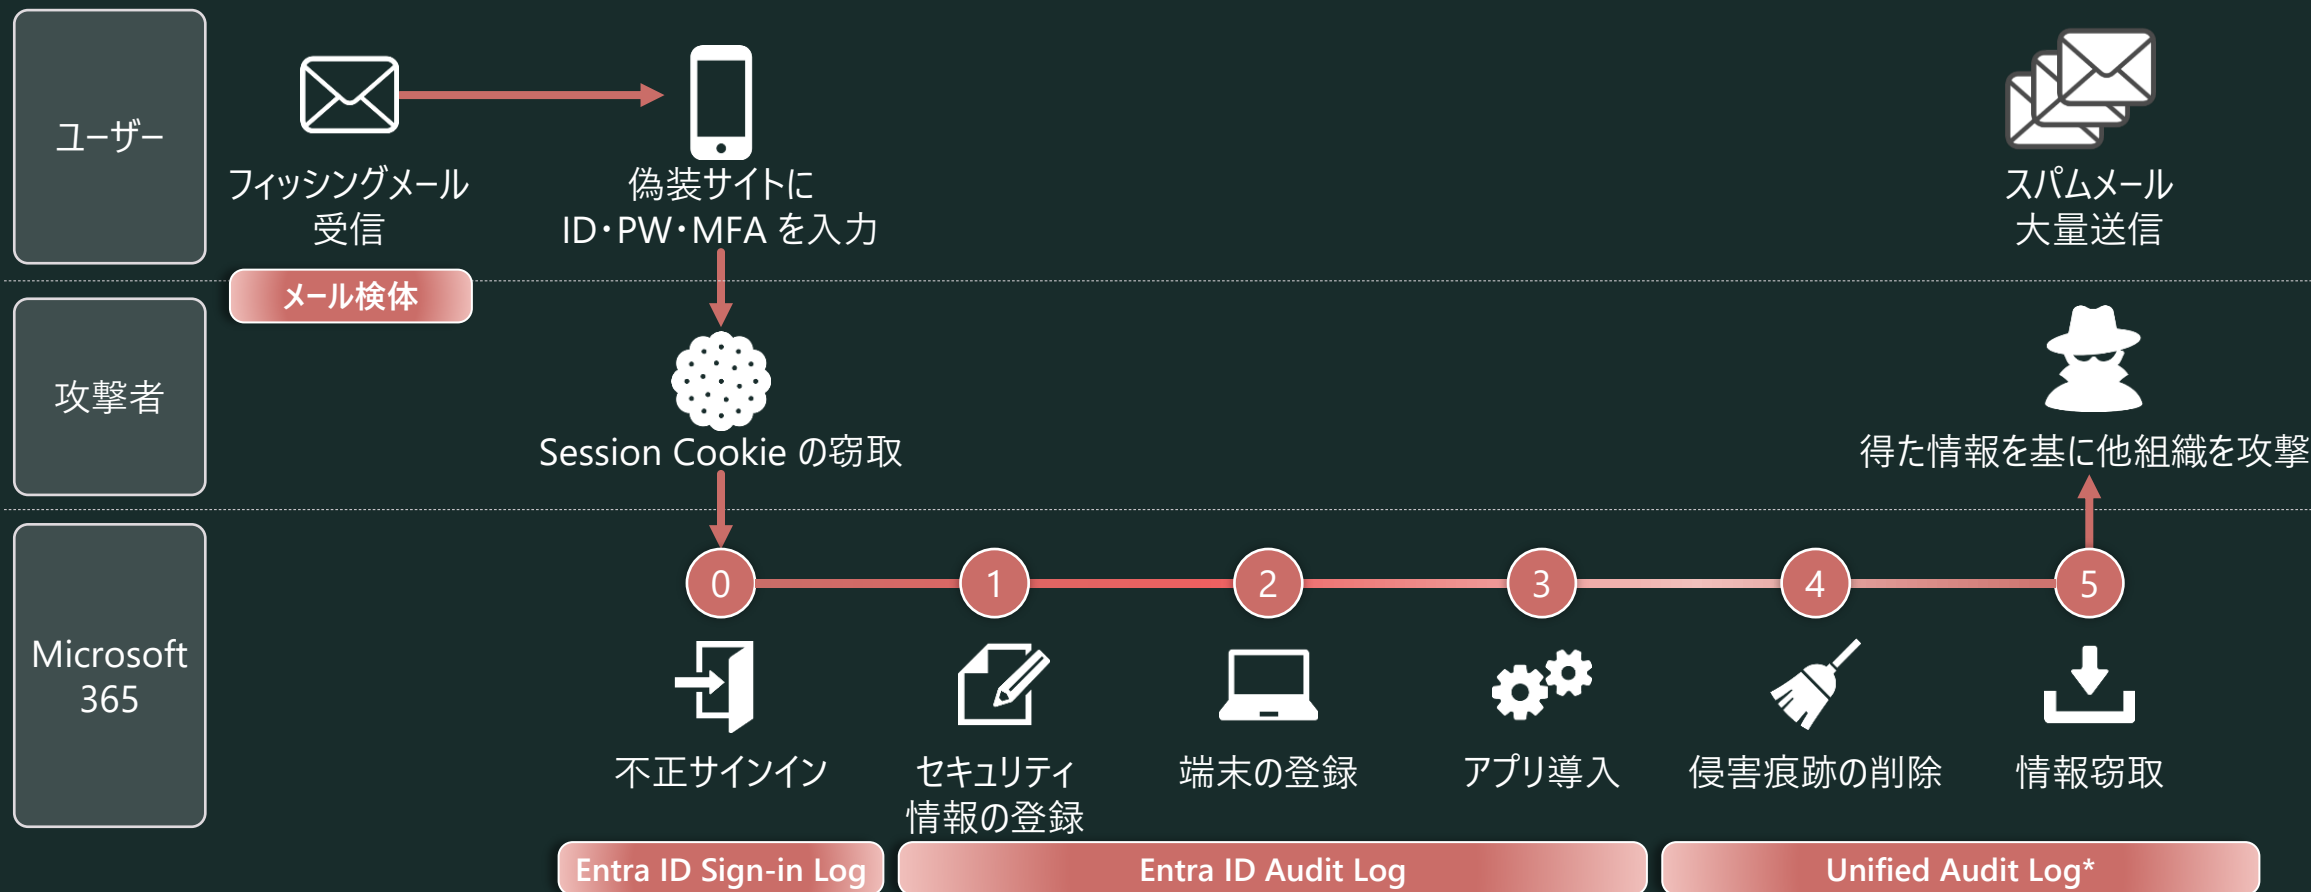 ユーザー
フィッシングメール
受信
偽装サイトに
ID・PW・MFA を入力
スパムメール
大量送信
メール検体
攻撃者
Session Cookie の窃取
得た情報を基に他組織を攻撃
Microsoft
365
0
1
2
3
4
5
不正サインイン
セキュリティ
情報の登録
端末の登録
アプリ導入
侵害痕跡の削除
情報窃取
Entra ID Sign-in Log
Entra ID Audit Log
Unified Audit Log*